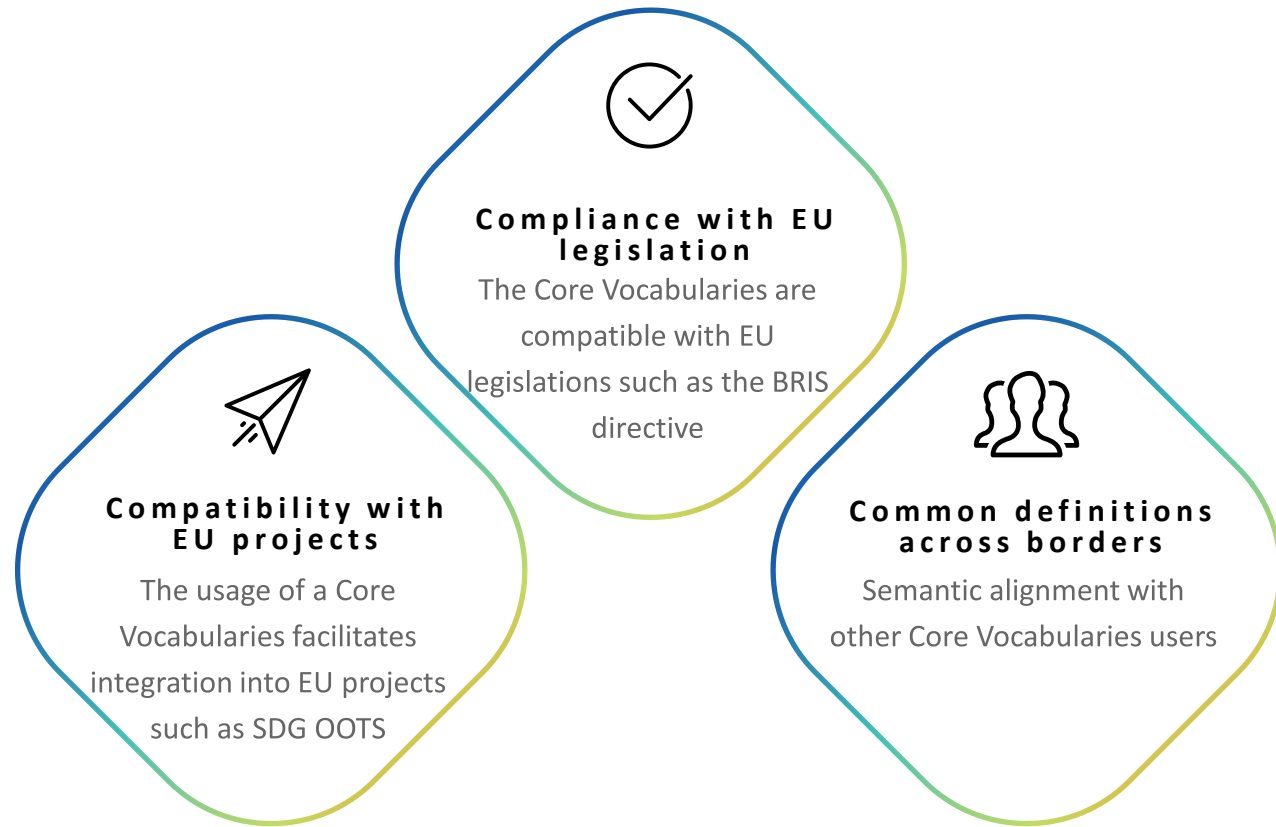 Compliance with EU
legislation
The Core Vocabularies are
compatible with EU
legislations such as the BRIS
directive
Compatibility with
EU projects
The usage of a Core
Vocabularies facilitates
integration into EU projects
such as SDG OOTS
Common definitions
across borders
Semantic alignment with
other Core Vocabularies users